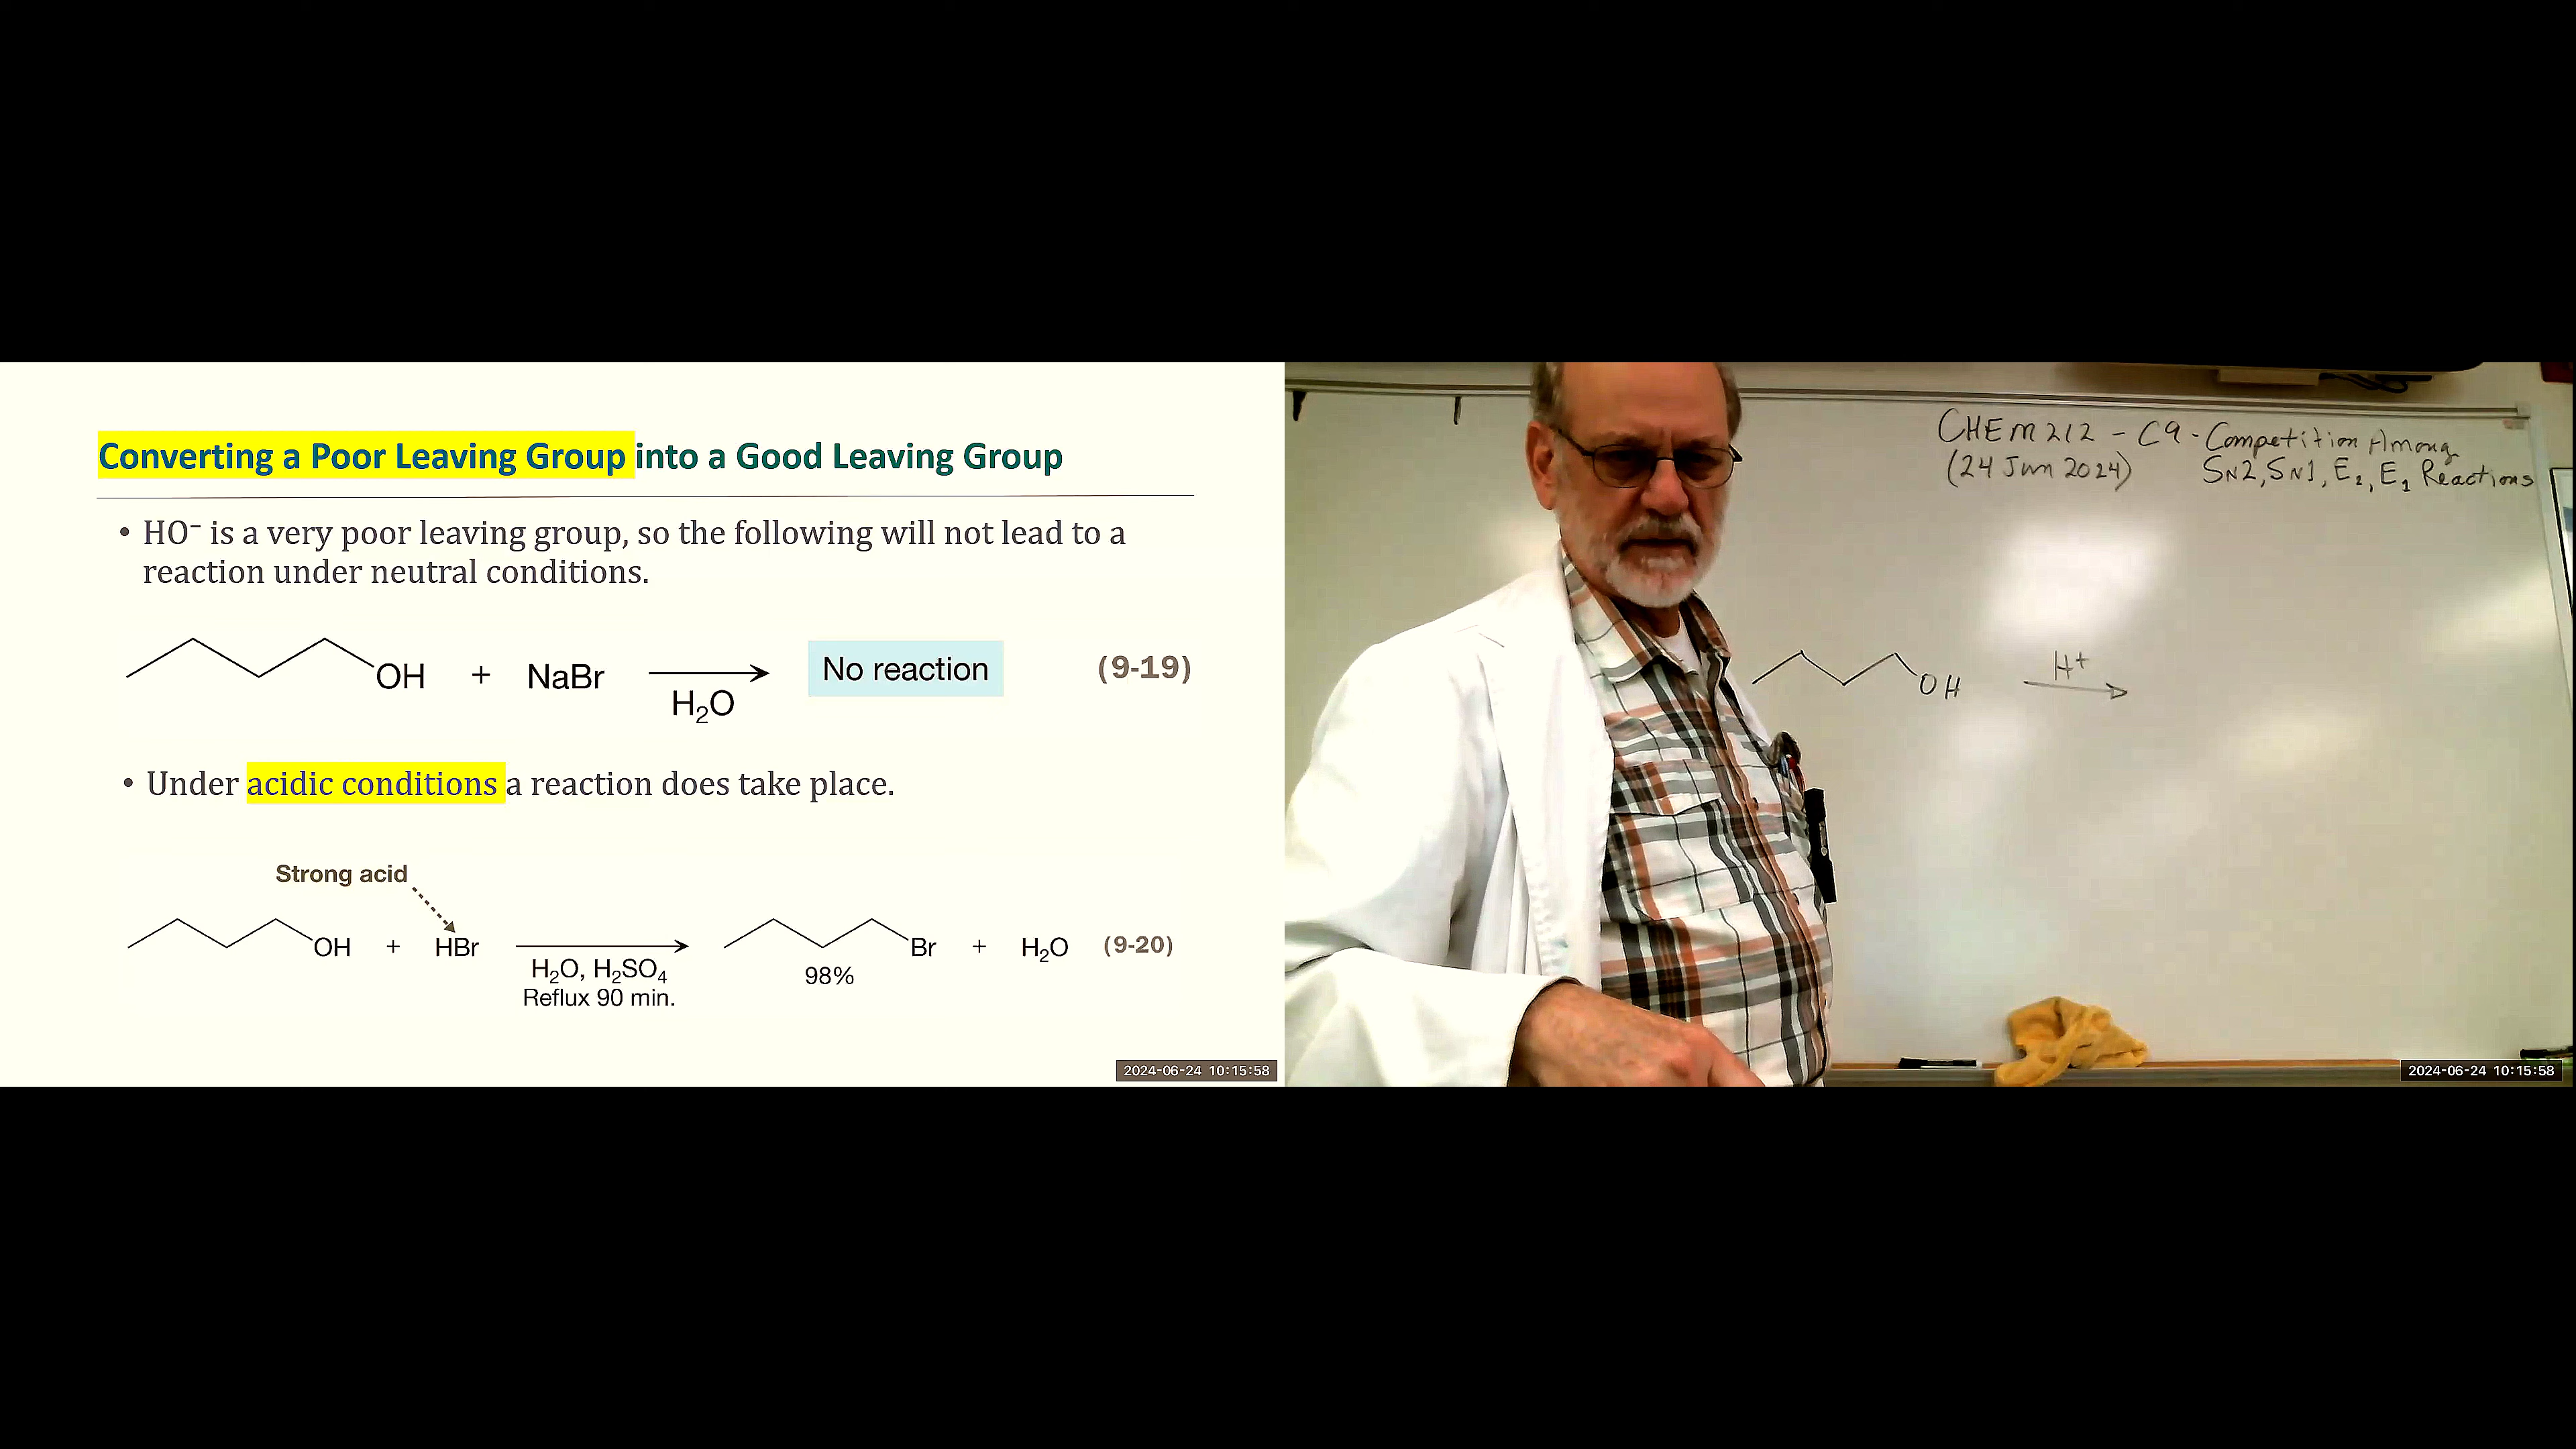 Converting a Poor Leaving Group into a Good Leaving Group
• HO⁻ is a very poor leaving group, so the following will not lead to a
reaction under neutral conditions.
OH + NaBr No reaction (9-19)
H₂O
• Under acidic conditions a reaction does take place.
Strong acid
OH + HBr Br + H₂O (9-20)
H₂O, H₂SO₄ 98%
Reflux 90 min.
2024-06-24 10:15:58
CHEM 212 - C9 - Competition Among
(24 Jun 2024) SN2, SN1, E₂, E₁ Reactions
H⁺
OH
2024-06-24 10:15:58